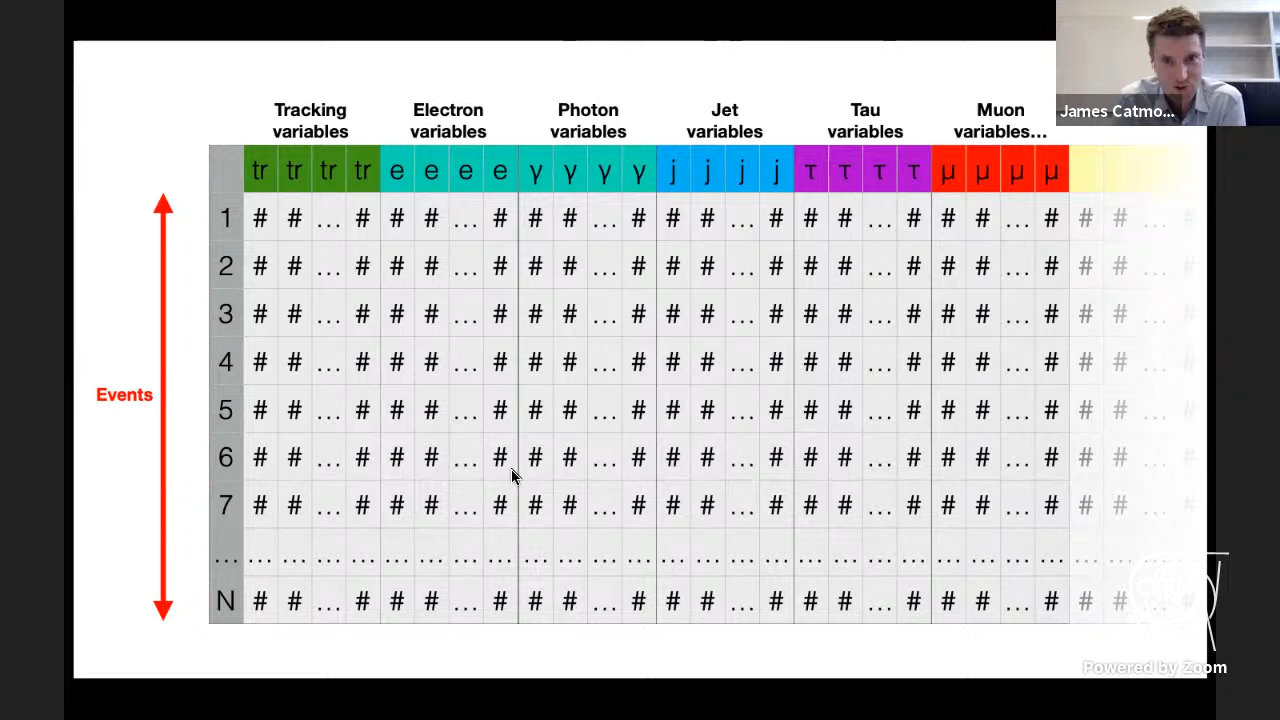 James Catmo...
Tracking variables
Electron variables
Photon variables
Jet variables
Tau variables
Muon variables...
tr tr tr tr e e e e γ γ γ γ j j j j τ τ τ τ μ μ μ μ
1 # # ... # # # ... # # # ... # # # ... # # # ... # # # ... # # # ... #
2 # # ... # # # ... # # # ... # # # ... # # # ... # # # ... # # # ... #
3 # # ... # # # ... # # # ... # # # ... # # # ... # # # ... # # # ... #
4 # # ... # # # ... # # # ... # # # ... # # # ... # # # ... # # # ... #
Events
5 # # ... # # # ... # # # ... # # # ... # # # ... # # # ... # # # ... #
6 # # ... # # # ... # # # ... # # # ... # # # ... # # # ... # # # ... #
7 # # ... # # # ... # # # ... # # # ... # # # ... # # # ... # # # ... #
... ... ... ... ... ... ... ... ... ... ... ... ... ... ... ... ... ... ... ... ... ... ... ... ... ... ... ... ...
N # # ... # # # ... # # # ... # # # ... # # # ... # # # ... # # # ... #
Powered by Zoom